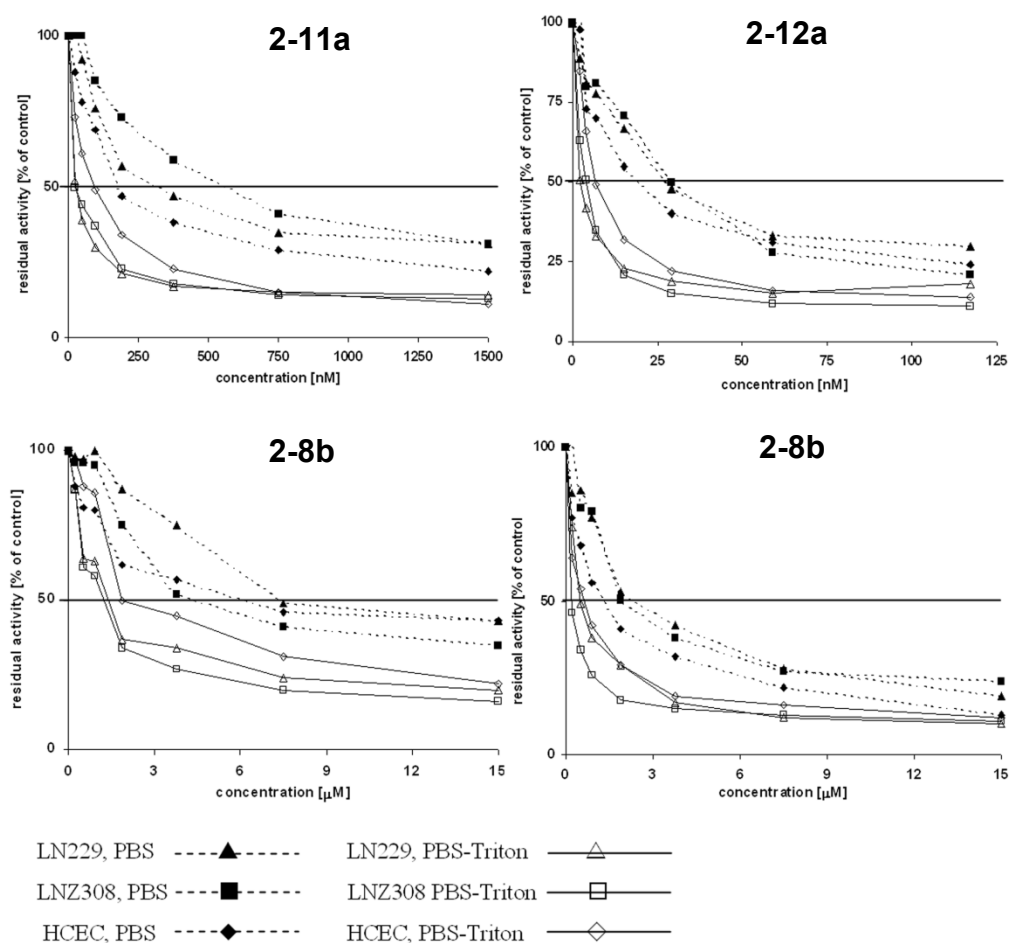 2-11a
100
50
0
residual activity [% of control]
0 250 500 750 1000 1250 1500
concentration [nM]
2-12a
100
75
50
25
0
residual activity [% of control]
0 25 50 75 100 125
concentration [nM]
2-8b
100
50
0
residual activity [% of control]
0 3 6 9 12 15
concentration [μM]
2-8b
100
50
0
residual activity [% of control]
0 3 6 9 12 15
concentration [μM]
LN229, PBS
LN229, PBS-Triton
LNZ308, PBS
LNZ308 PBS-Triton
HCEC, PBS
HCEC, PBS-Triton